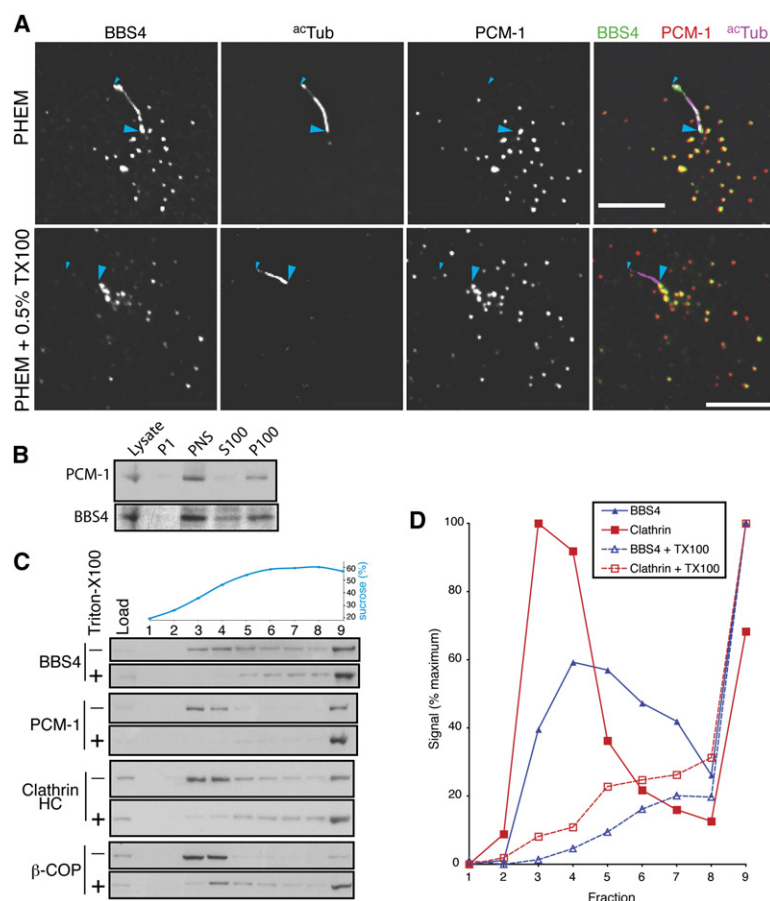 A
BBS4
acTub
PCM-1
BBS4 PCM-1 acTub
PHEM
PHEM + 0.5% TX100
B
Lysate P1 PNS S100 P100
PCM-1
BBS4
C
Triton-X100
Load
1 2 3 4 5 6 7 8 9
60
50
40
30
20
sucrose (%)
BBS4
−
+
PCM-1
−
+
Clathrin HC
−
+
β-COP
−
+
D
BBS4
Clathrin
BBS4 + TX100
Clathrin + TX100
Signal (% maximum)
100
80
60
40
20
0
1 2 3 4 5 6 7 8 9
Fraction